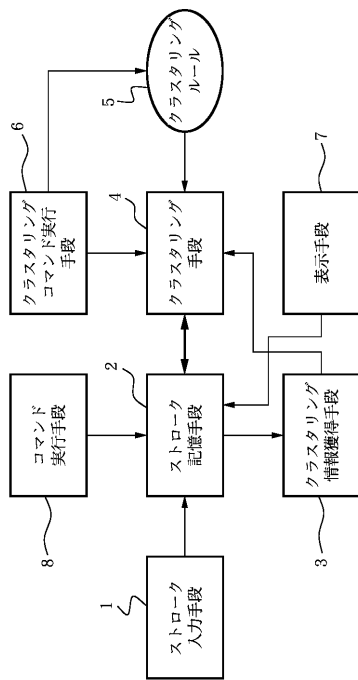 8
コマンド
実行手段
6
クラスタリング
コマンド実行
手段
1
ストローク
入力手段
2
ストローク
記憶手段
4
クラスタリング
手段
5
クラスタリング
ルール
3
クラスタリング
情報獲得手段
7
表示手段